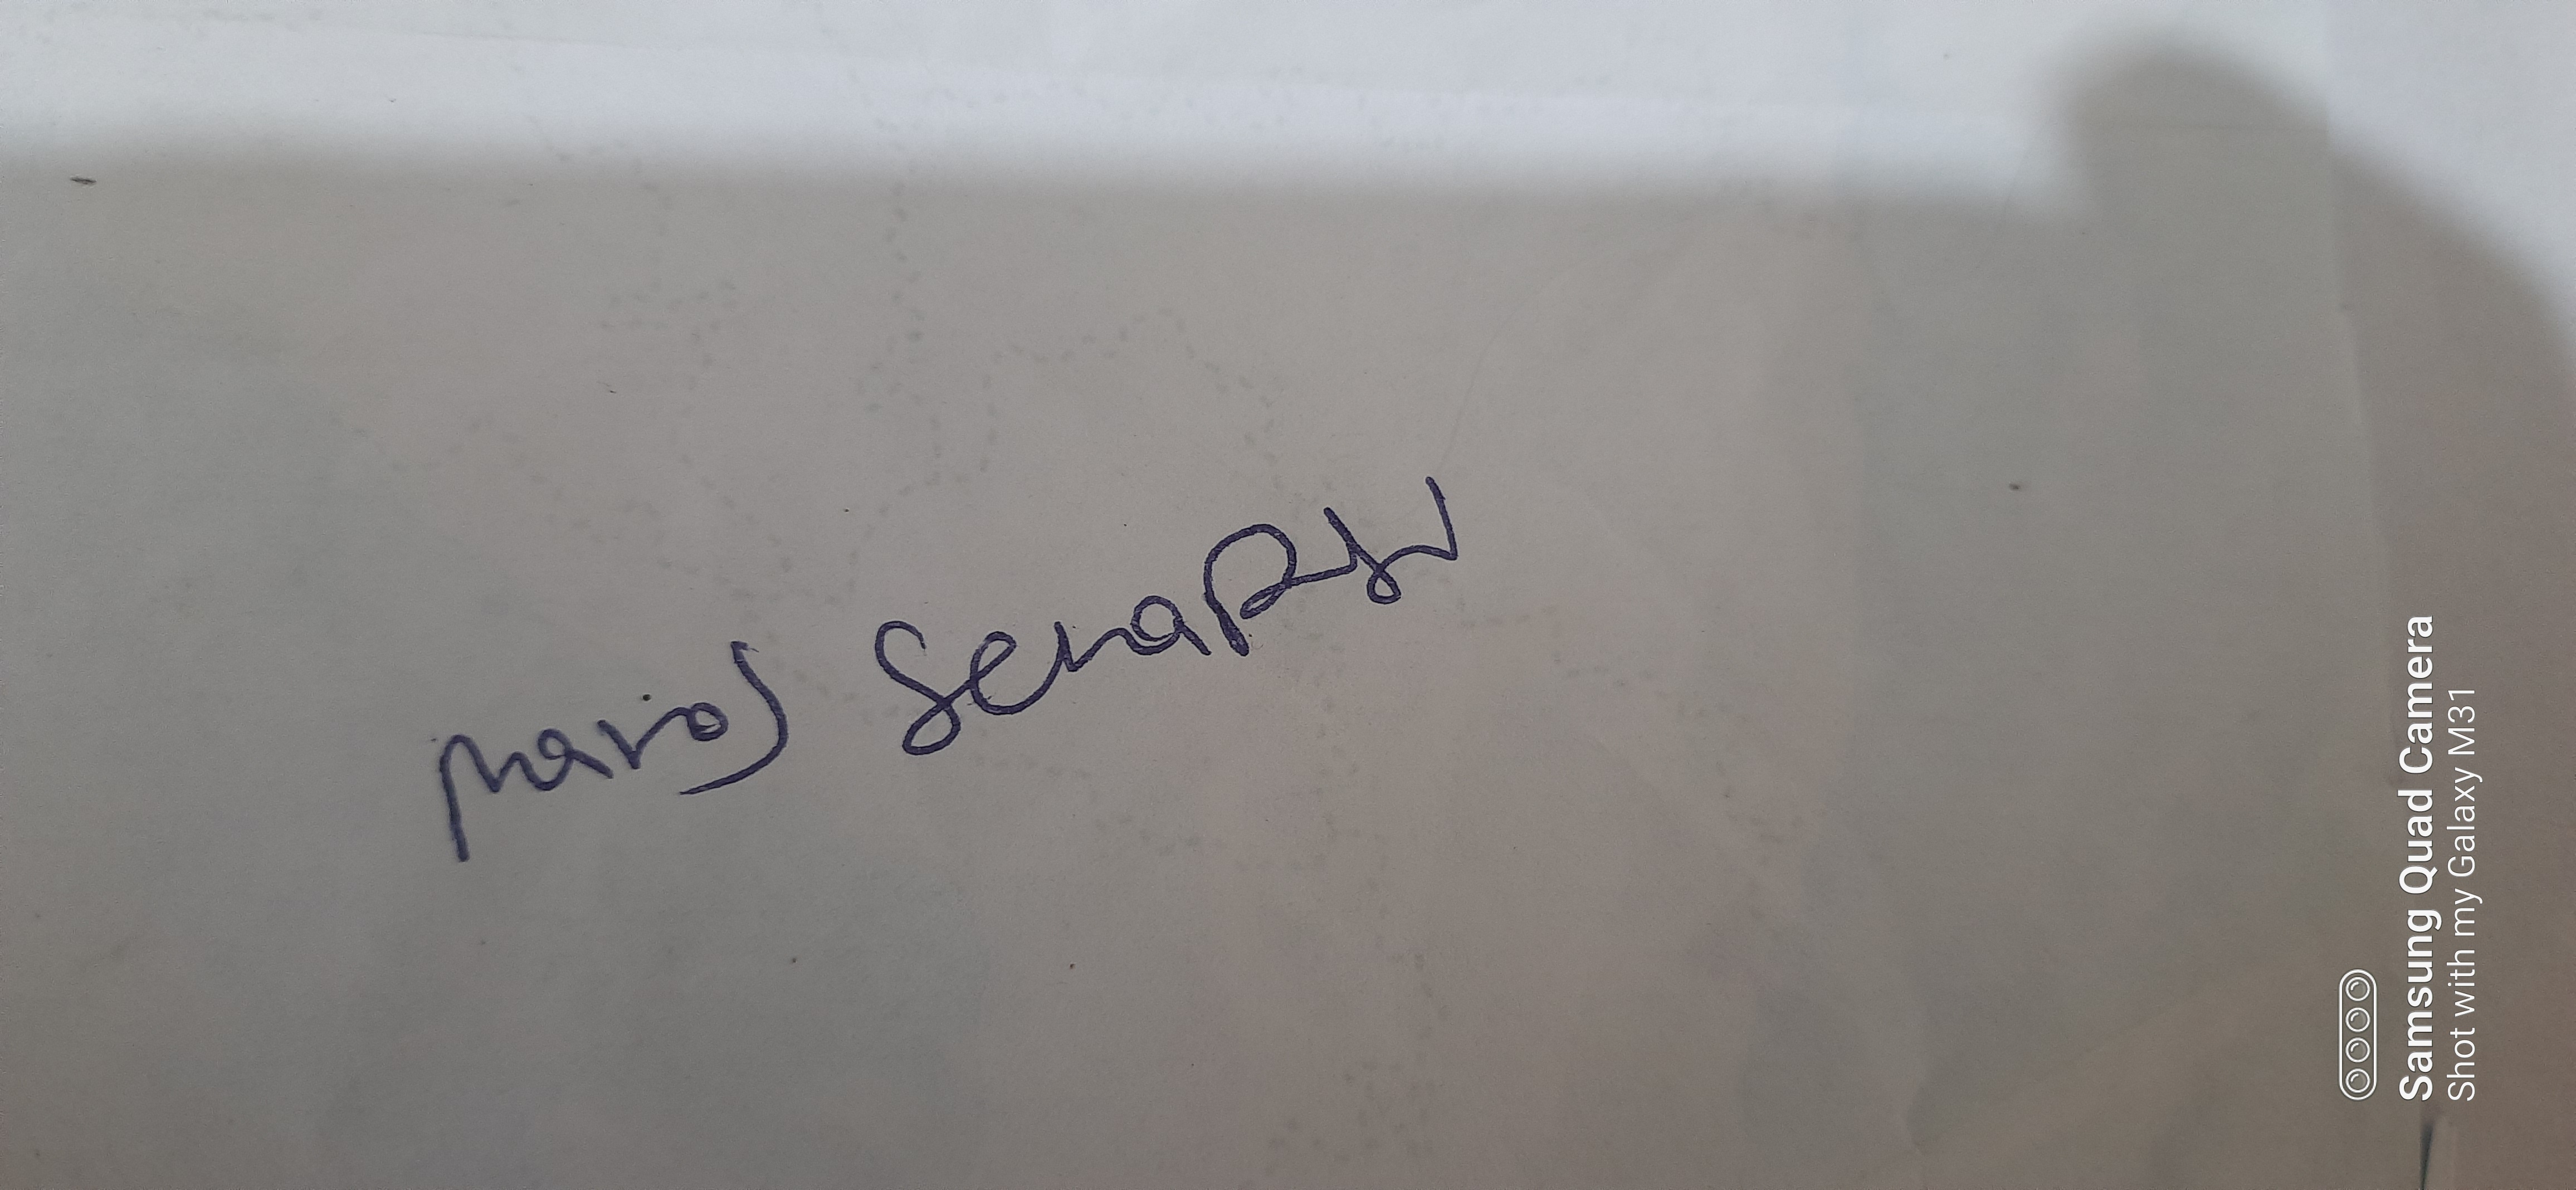 Manoj Senapati
Samsung Quad Camera
Shot with my Galaxy M31